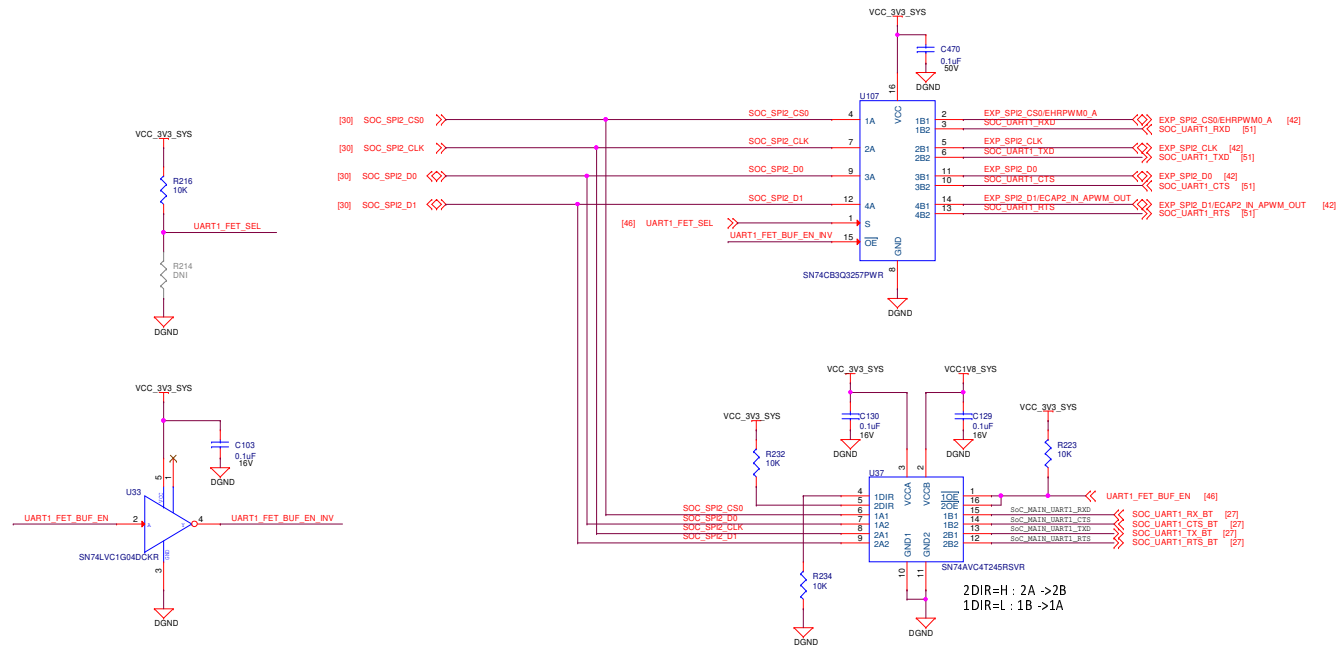 VCC_3V3_SYS
C470
0.1uF
50V
DGND
16
U107
VCC
[30] SOC_SPI2_CS0
SOC_SPI2_CS0
4
1A
1B1
2
EXP_SPI2_CS0/EHRPWM0_A
EXP_SPI2_CS0/EHRPWM0_A [42]
1B2
3
SOC_UART1_RXD
SOC_UART1_RXD [51]
[30] SOC_SPI2_CLK
SOC_SPI2_CLK
7
2A
2B1
5
EXP_SPI2_CLK
EXP_SPI2_CLK [42]
2B2
6
SOC_UART1_TXD
SOC_UART1_TXD [51]
[30] SOC_SPI2_D0
SOC_SPI2_D0
9
3A
3B1
11
EXP_SPI2_D0
EXP_SPI2_D0 [42]
3B2
10
SOC_UART1_CTS
SOC_UART1_CTS [51]
[30] SOC_SPI2_D1
SOC_SPI2_D1
12
4A
4B1
14
EXP_SPI2_D1/ECAP2_IN_APWM_OUT
EXP_SPI2_D1/ECAP2_IN_APWM_OUT [42]
4B2
13
SOC_UART1_RTS
SOC_UART1_RTS [51]
[46] UART1_FET_SEL
1
S
UART1_FET_BUF_EN_INV
15
OE
GND
8
SN74CB3Q3257PWR
DGND
VCC_3V3_SYS
R216
10K
UART1_FET_SEL
R214
DNI
DGND
VCC_3V3_SYS
C103
0.1uF
16V
DGND
5
1
U33
VCC
UART1_FET_BUF_EN
2
A
4
UART1_FET_BUF_EN_INV
GND
SN74LVC1G04DCKR
3
DGND
VCC_3V3_SYS
VCC1V8_SYS
C130
0.1uF
16V
DGND
C129
0.1uF
16V
DGND
VCC_3V3_SYS
R232
10K
VCC_3V3_SYS
R223
10K
U37
3
2
VCCA
VCCB
4
1DIR
1OE
1
UART1_FET_BUF_EN [46]
5
2DIR
2OE
16
SOC_SPI2_CS0
6
1A1
1B1
15
SoC_MAIN_UART1_RXD
SOC_UART1_RX_BT [27]
SOC_SPI2_D0
7
1A2
1B2
14
SoC_MAIN_UART1_CTS
SOC_UART1_CTS_BT [27]
SOC_SPI2_CLK
8
2A1
2B1
13
SoC_MAIN_UART1_TXD
SOC_UART1_TX_BT [27]
SOC_SPI2_D1
9
2A2
2B2
12
SoC_MAIN_UART1_RTS
SOC_UART1_RTS_BT [27]
GND1
GND2
10
11
SN74AVC4T245RSVR
R234
10K
DGND
DGND
2DIR=H : 2A ->2B
1DIR=L : 1B ->1A